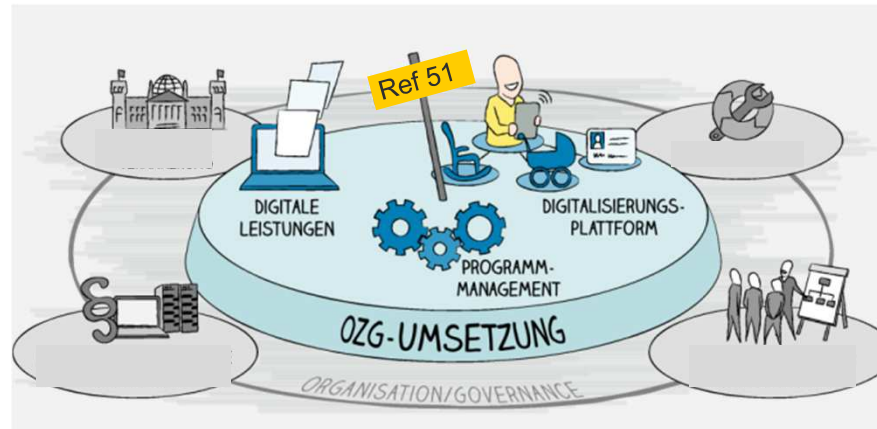 Ref 51
DIGITALE
LEISTUNGEN
DIGITALISIERUNGS-
PLATTFORM
PROGRAMM-
MANAGEMENT
OZG-UMSETZUNG
ORGANISATION/GOVERNANCE
§